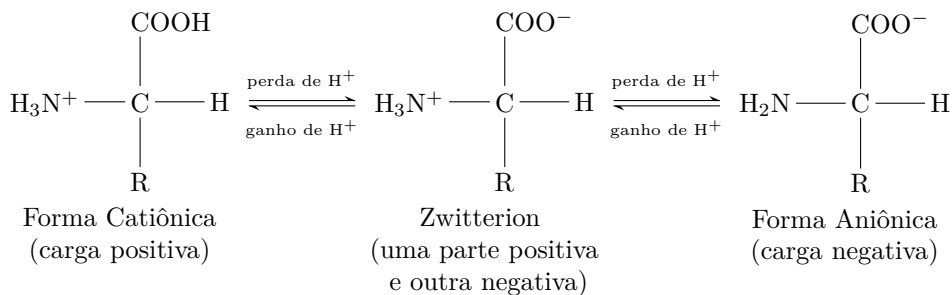 COOH
H₃N⁺ C H
R
Forma Catiônica
(carga positiva)
perda de H⁺
ganho de H⁺
COO⁻
H₃N⁺ C H
R
Zwitterion
(uma parte positiva
e outra negativa)
perda de H⁺
ganho de H⁺
COO⁻
H₂N C H
R
Forma Aniônica
(carga negativa)